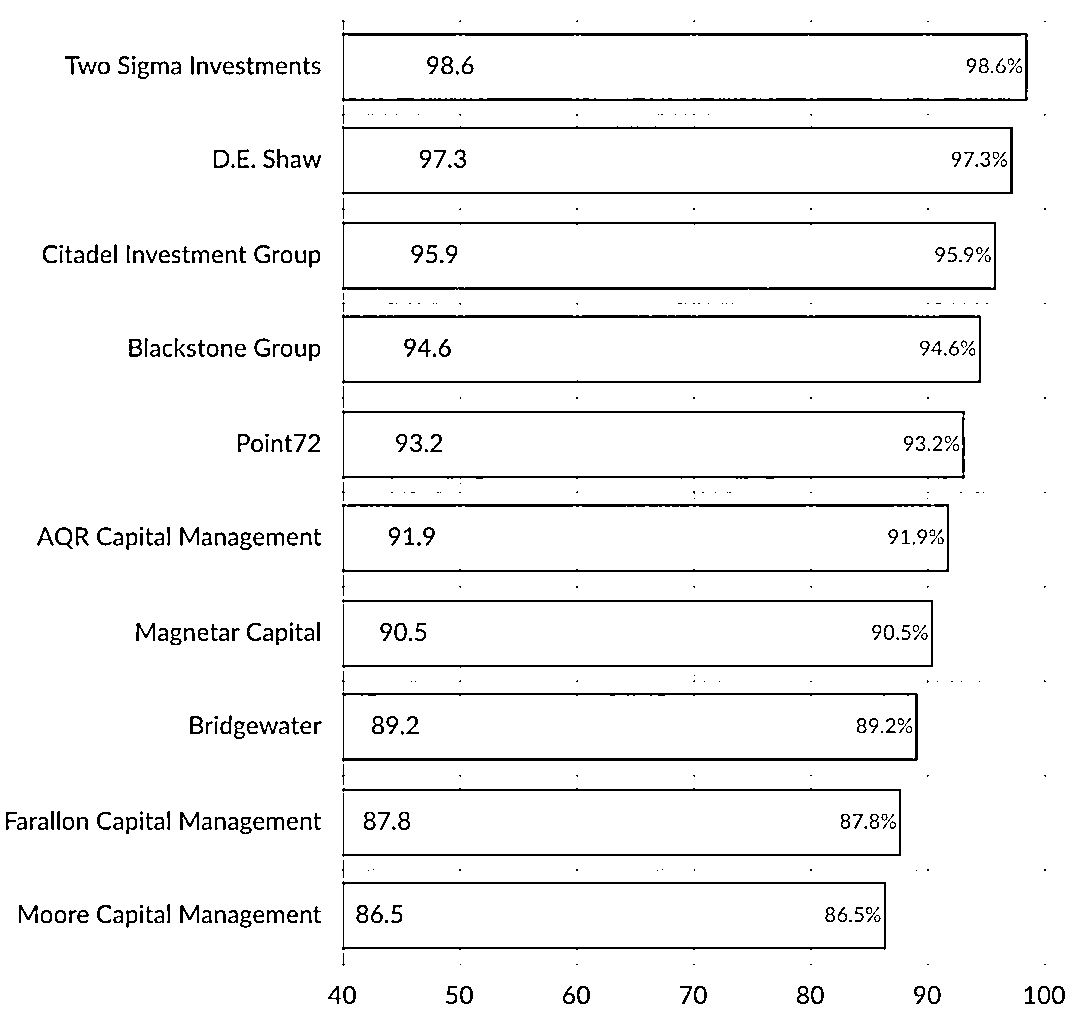 Two Sigma Investments 98.6 98.6%
D.E. Shaw 97.3 97.3%
Citadel Investment Group 95.9 95.9%
Blackstone Group 94.6 94.6%
Point72 93.2 93.2%
AQR Capital Management 91.9 91.9%
Magnetar Capital 90.5 90.5%
Bridgewater 89.2 89.2%
Farallon Capital Management 87.8 87.8%
Moore Capital Management 86.5 86.5%
40 50 60 70 80 90 100